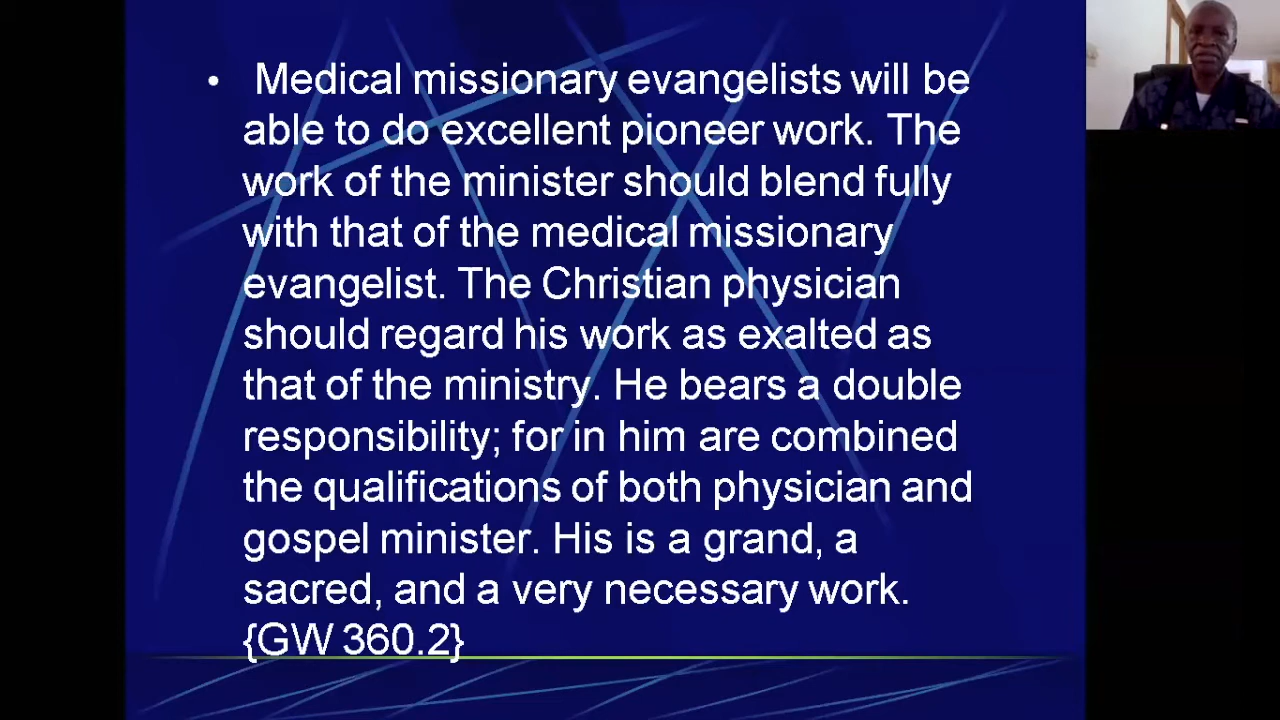 • Medical missionary evangelists will be
able to do excellent pioneer work. The
work of the minister should blend fully
with that of the medical missionary
evangelist. The Christian physician
should regard his work as exalted as
that of the ministry. He bears a double
responsibility; for in him are combined
the qualifications of both physician and
gospel minister. His is a grand, a
sacred, and a very necessary work.
{GW 360.2}